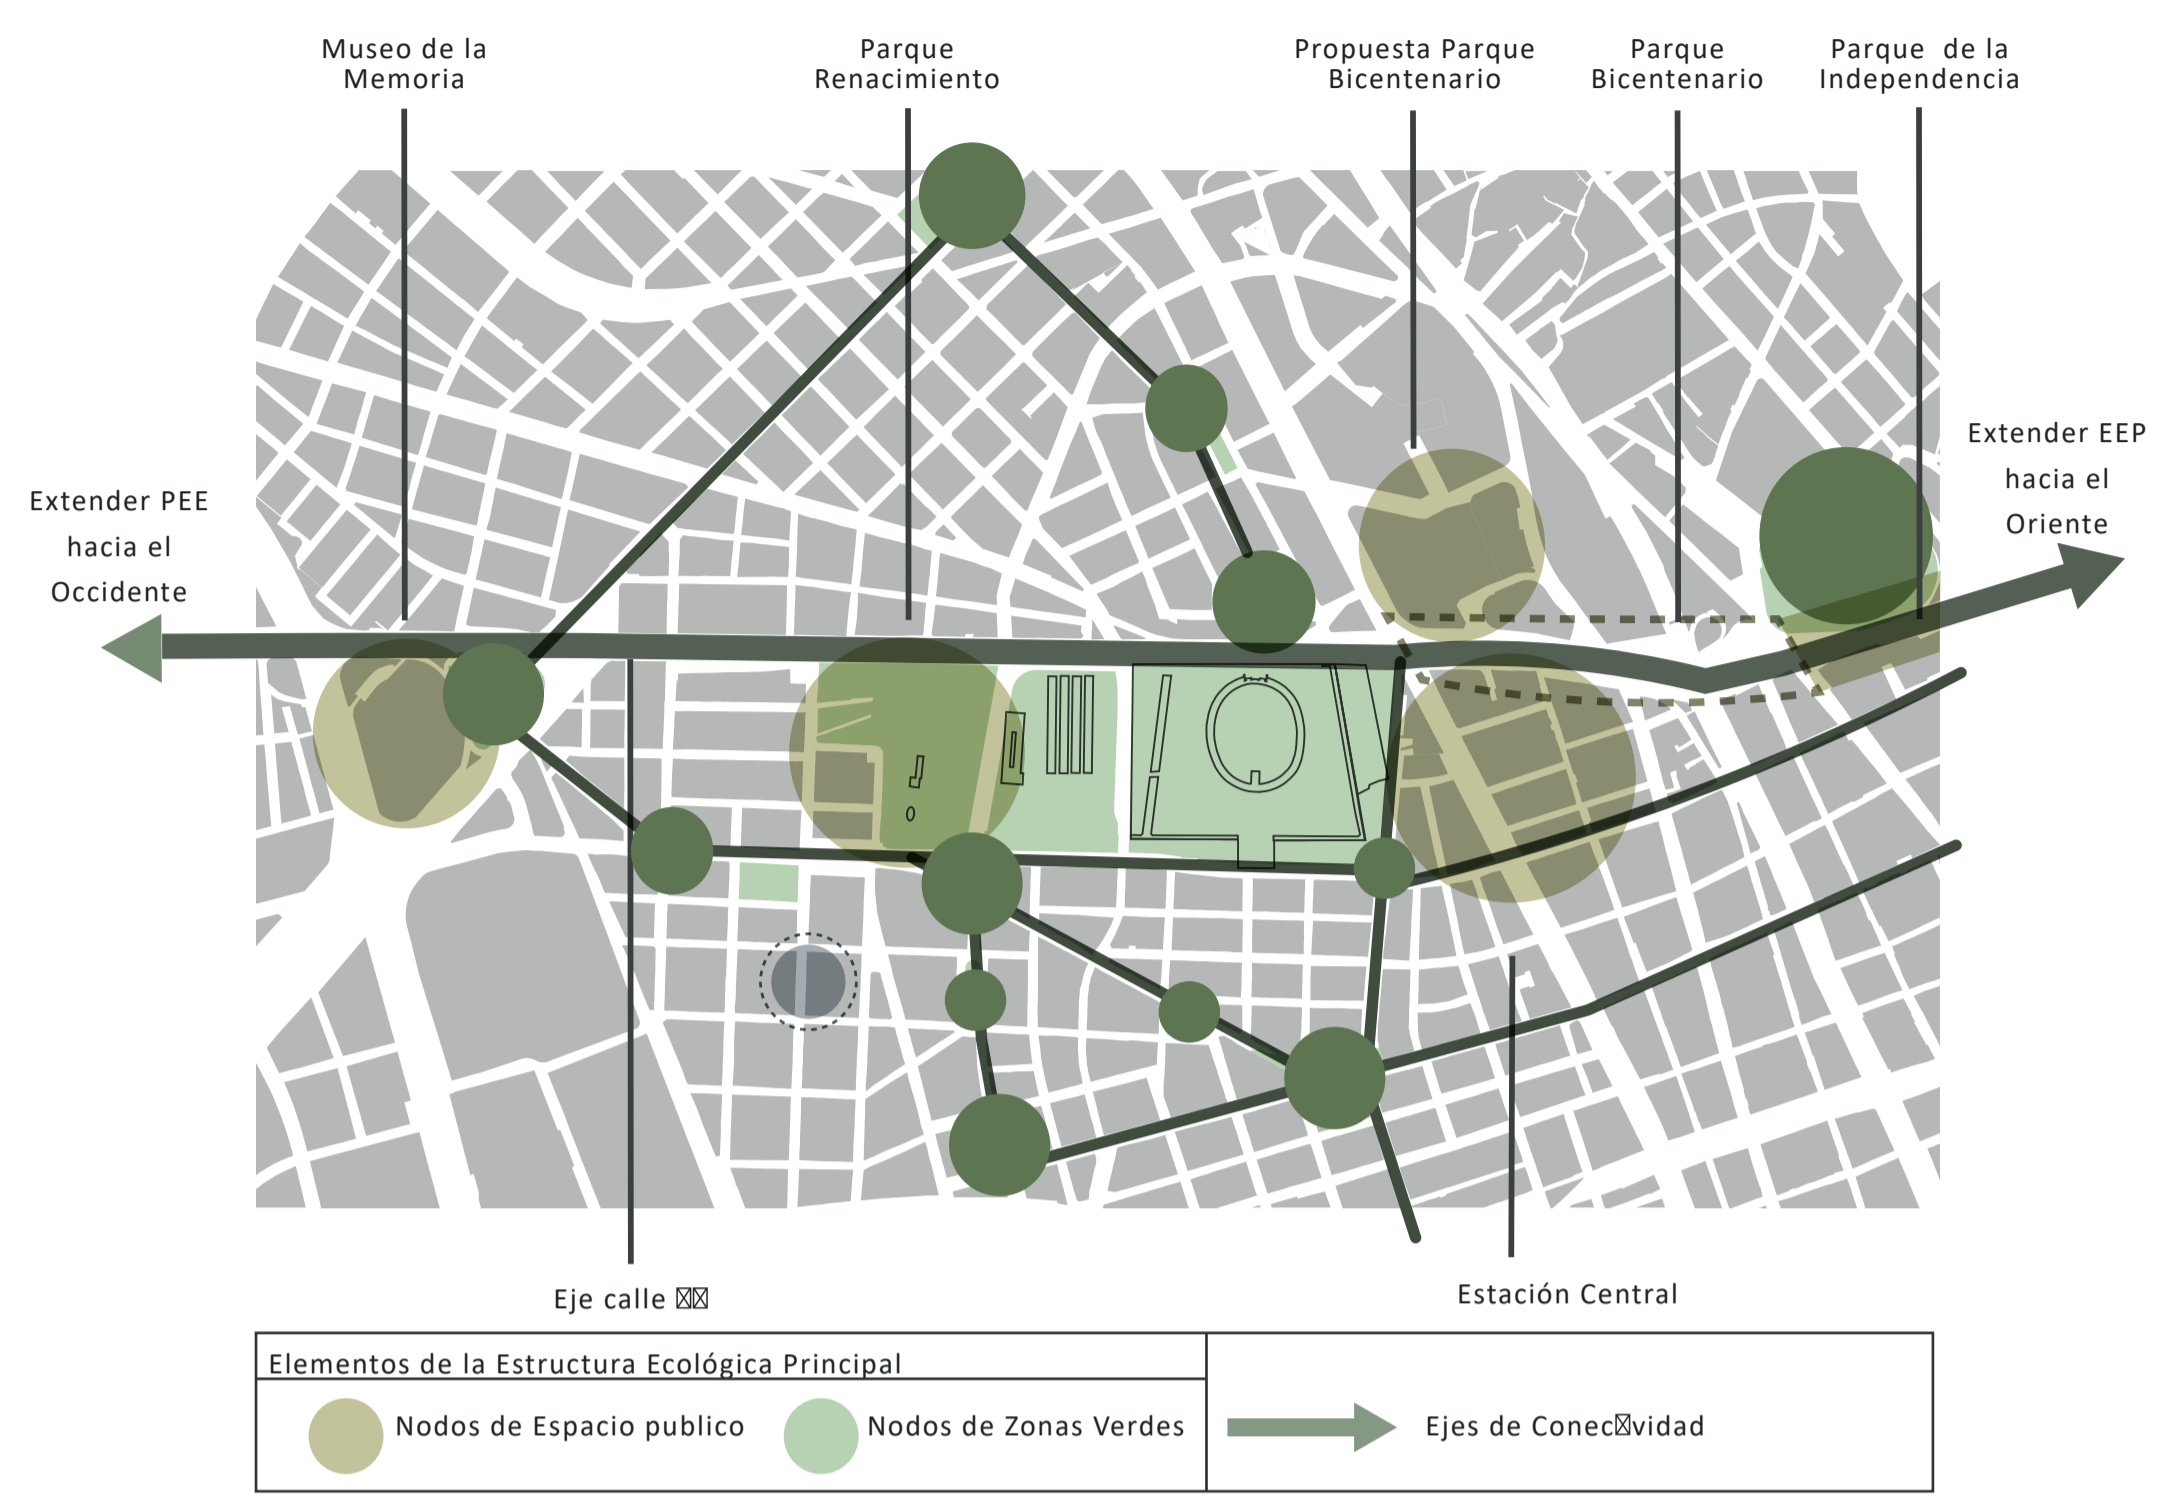 Museo de la
Memoria
Parque
Renacimiento
Propuesta Parque
Bicentenario
Parque
Bicentenario
Parque de la
Independencia
Extender PEE
hacia el
Occidente
Extender EEP
hacia el
Oriente
Eje calle
Estación Central
Elementos de la Estructura Ecológica Principal
Nodos de Espacio publico
Nodos de Zonas Verdes
Ejes de